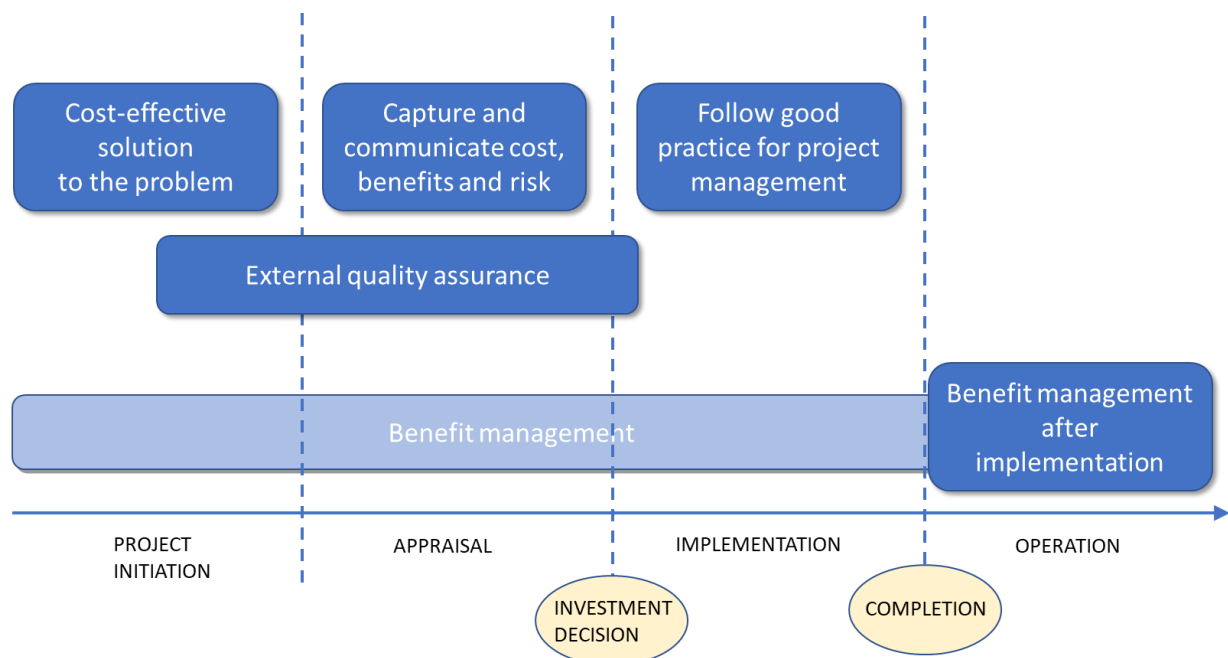 Cost-effective
solution
to the problem
Capture and
communicate cost,
benefits and risk
Follow good
practice for project
management
External quality assurance
Benefit management
Benefit management
after
implementation
PROJECT
INITIATION
APPRAISAL
IMPLEMENTATION
OPERATION
INVESTMENT
DECISION
COMPLETION